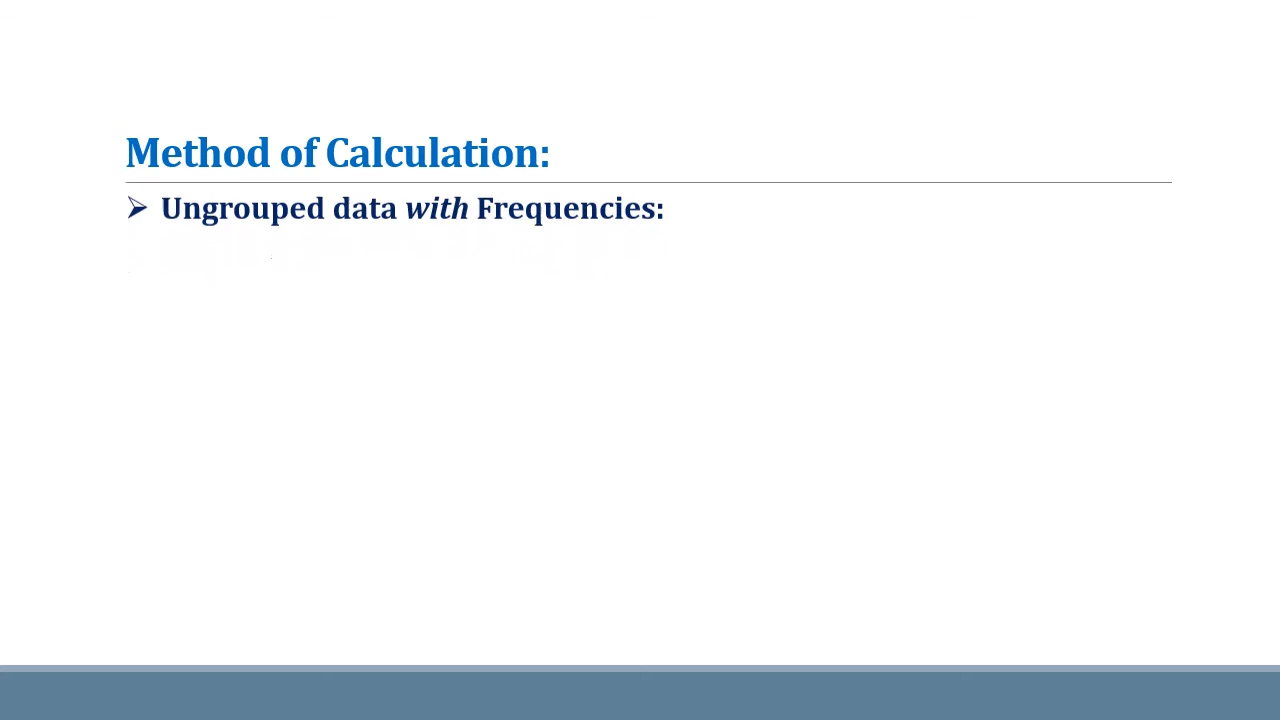 Method of Calculation:
➢ Ungrouped data with Frequencies: